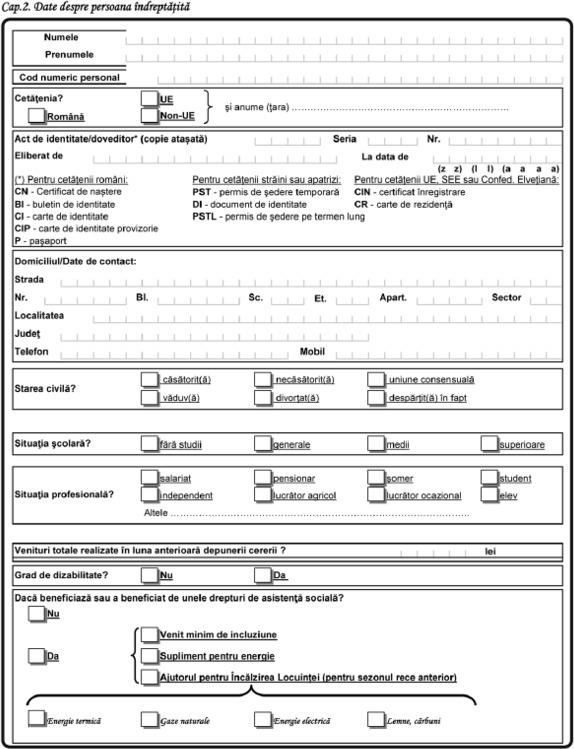 Cap.2. Date despre persoana îndreptățită
Numele
Prenumele
Cod numeric personal
Cetățenia? UE
Română Non-UE și anume (țara) ........................................................
Act de identitate/doveditor* (copie atașată) Seria Nr.
Eliberat de La data de
(z z) (l l) (a a a a)
(*) Pentru cetățenii români: Pentru cetățenii străini sau apatrizi: Pentru cetățenii UE, SEE sau Confed. Elvețiană:
CN - Certificat de naștere PST - permis de ședere temporară CIN - certificat înregistrare
BI - buletin de identitate DI - document de identitate CR - carte de rezidență
CI - carte de identitate PSTL - permis de ședere pe termen lung
CIP - carte de identitate provizorie
P - pașaport
Domiciliul/Date de contact:
Strada
Nr. Bl. Sc. Et. Apart. Sector
Localitatea
Județ
Telefon Mobil
Starea civilă? căsătorit(ă) necăsătorit(ă) uniune consensuală
văduv(ă) divorțat(ă) despărțit(ă) în fapt
Situația școlară? fără studii generale medii superioare
Situația profesională? salariat pensionar șomer student
independent lucrător agricol lucrător ocazional elev
Altele ..............................................................................
Venituri totale realizate în luna anterioară depunerii cererii ? lei
Grad de dizabilitate? Nu Da
Dacă beneficiază sau a beneficiat de unele drepturi de asistență socială?
Nu
Venit minim de incluziune
Da Supliment pentru energie
Ajutorul pentru Încălzirea Locuinței (pentru sezonul rece anterior)
Energie termică Gaze naturale Energie electrică Lemne, cărbuni